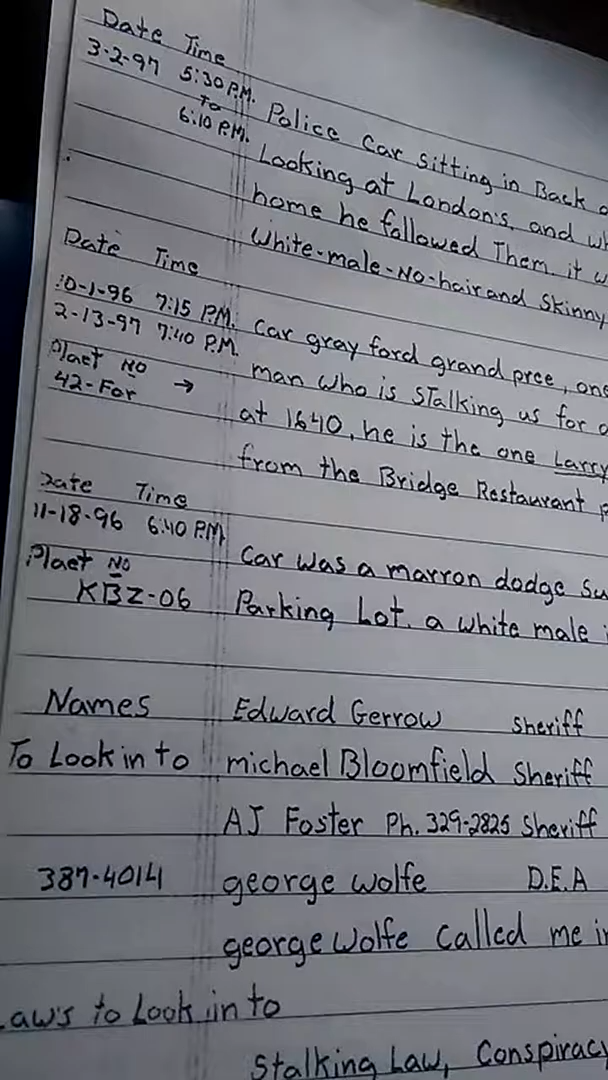 Date Time
3-2-97 5:30 P.M. Police Car sitting in Back
To
6:10 P.M. Looking at London's, and
home he followed Them. it
White-male-No-hair and Skinny
Date Time
10-1-96 7:15 P.M. Car gray ford grand pree, one
2-13-97 7:40 P.M. man who is STalking us for
Plaet NO
42-For → at 1640, he is the one Larry
from the Bridge Restaurant
Date Time
11-18-96 6:40 P.M. Car was a marron dodge
Plaet NO
KBZ-06 Parking Lot. a white male
Names Edward Gerrow Sheriff
To Look in to michael Bloomfield Sheriff
AJ Foster Ph. 329-2825 Sheriff
387-4014 george wolfe D.E.A
george wolfe called me
Law's to Look in to
Stalking Law, Conspiracy